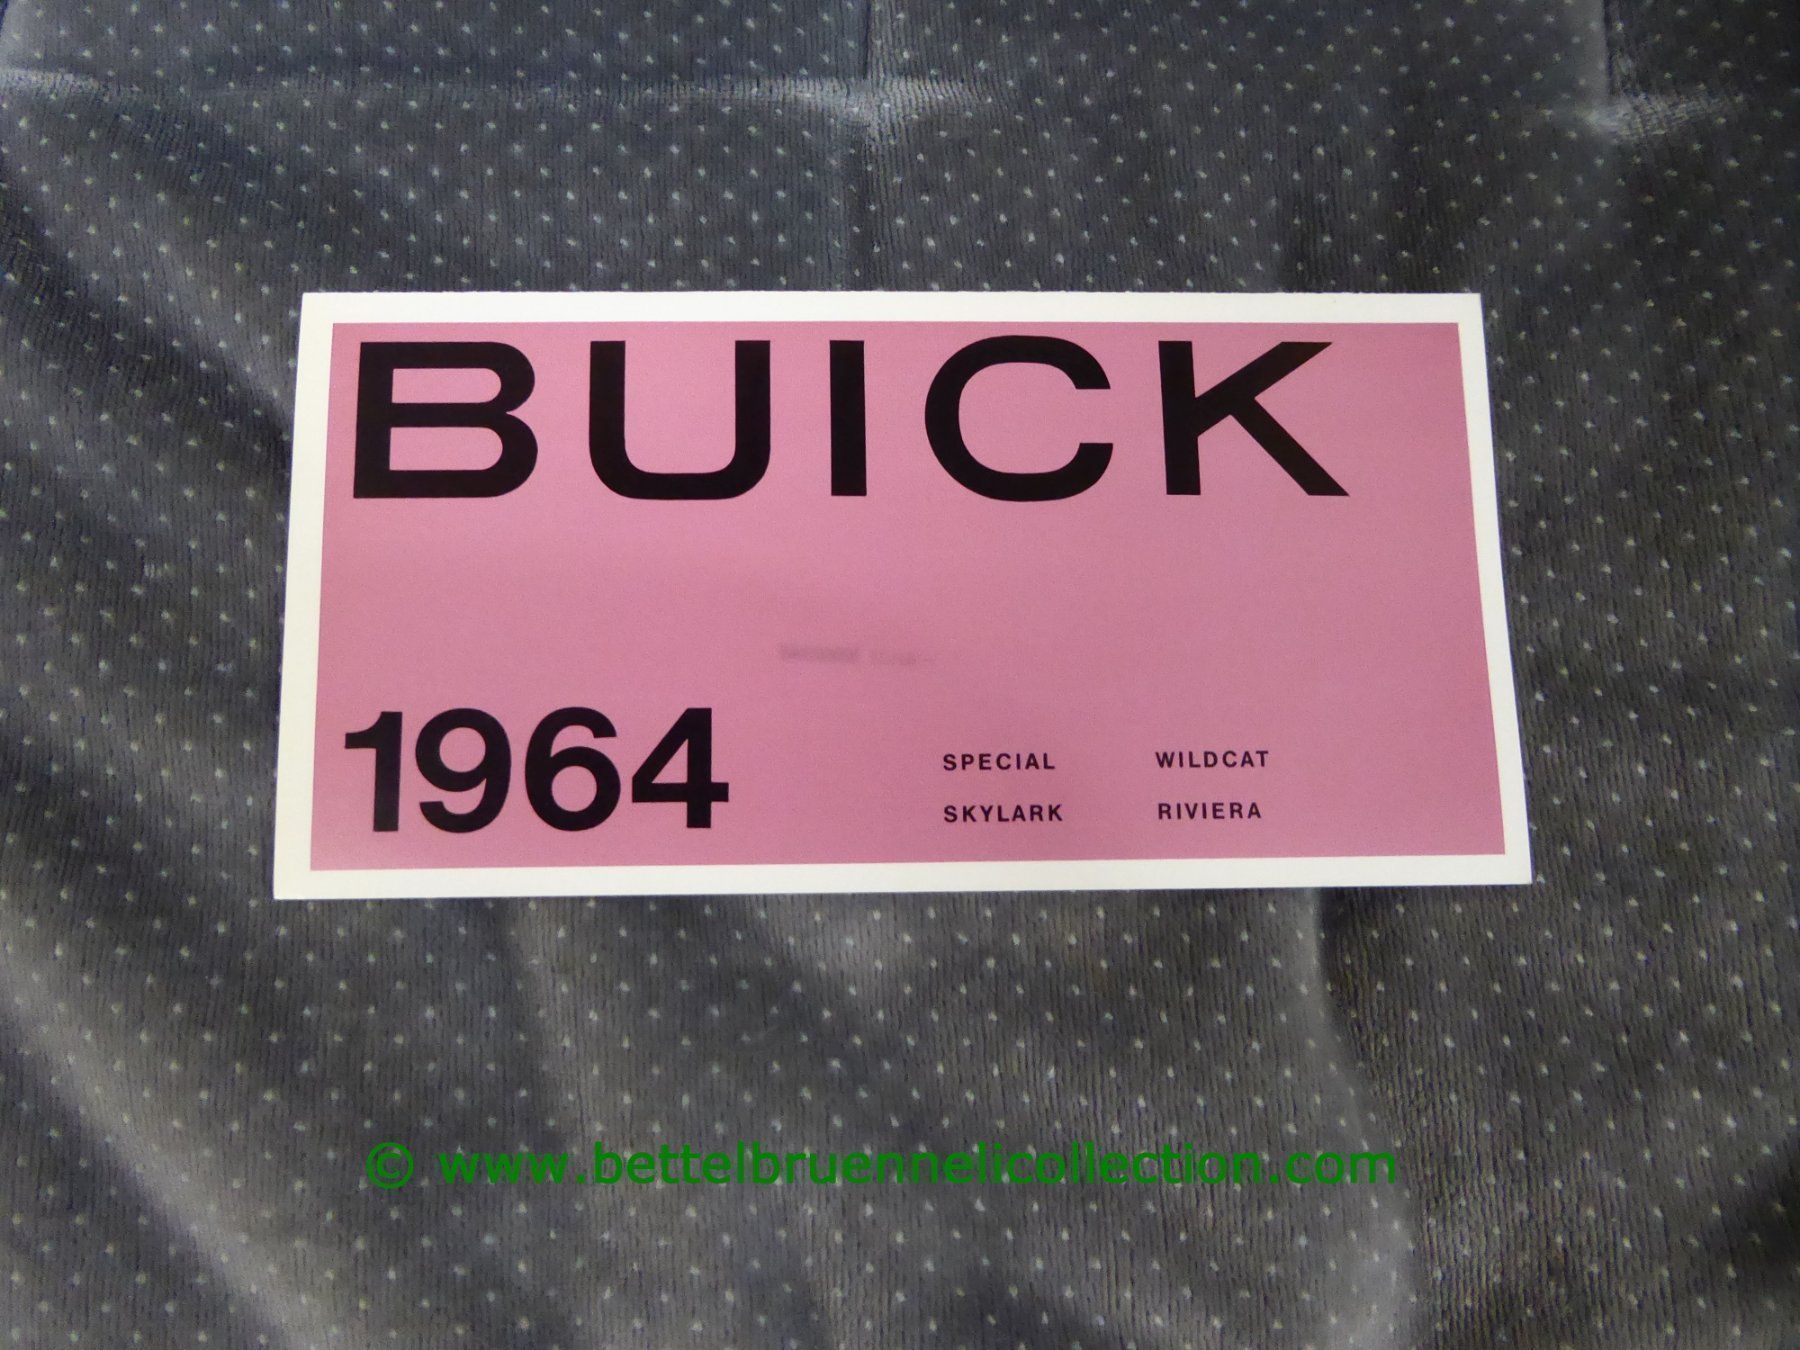 BUICK
1964
SPECIAL WILDCAT
SKYLARK RIVIERA
© www.bettelbruennelicollection.com